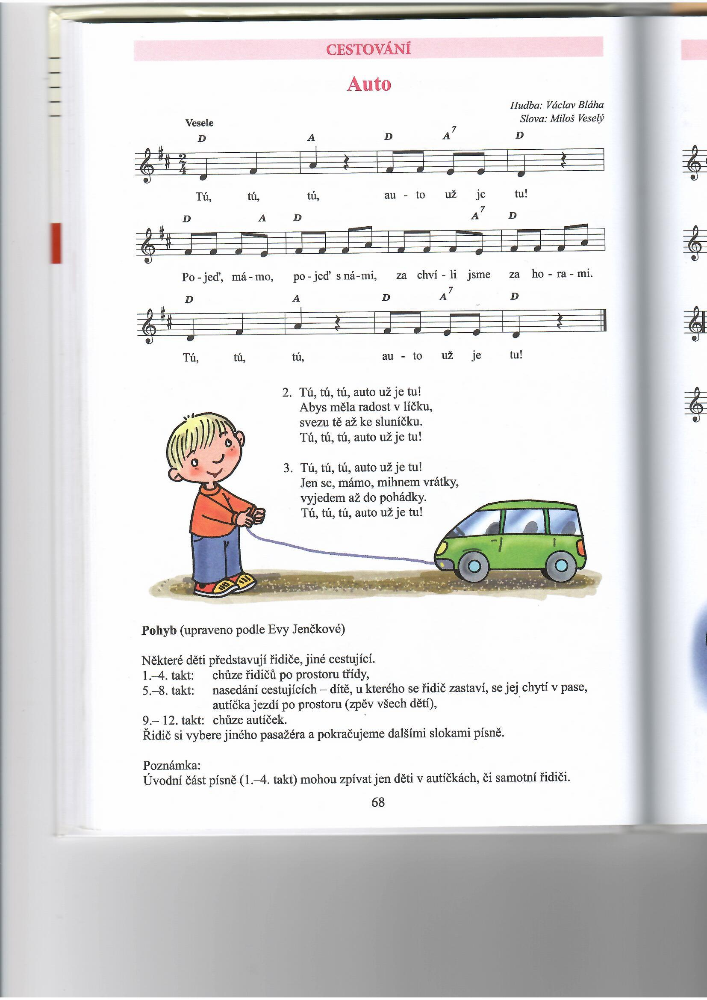 CESTOVÁNÍ
Auto
Hudba: Václav Bláha
Slova: Miloš Veselý
Vesele
D A D A7 D
2 4
Tú, tú, tú, au - to už je tu!
D A D A7 D
Po - jeď, má - mo, po - jeď s ná - mi, za chví - li jsme za ho - ra - mi.
D A D A7 D
Tú, tú, tú, au - to už je tu!
2. Tú, tú, tú, auto už je tu!
Abys měla radost v líčku,
svezu tě až ke sluníčku.
Tú, tú, tú, auto už je tu!
3. Tú, tú, tú, auto už je tu!
Jen se, mámo, mihnem vrátky,
vyjedem až do pohádky.
Tú, tú, tú, auto už je tu!
Pohyb (upraveno podle Evy Jenčkové)
Některé děti představují řidiče, jiné cestující.
1.–4. takt: chůze řidičů po prostoru třídy,
5.–8. takt: nasedání cestujících – dítě, u kterého se řidič zastaví, se jej chytí v pase,
autíčka jezdí po prostoru (zpěv všech dětí),
9.– 12. takt: chůze autíček.
Řidič si vybere jiného pasažéra a pokračujeme dalšími slokami písně.
Poznámka:
Úvodní část písně (1.–4. takt) mohou zpívat jen děti v autíčkách, či samotní řidiči.
68